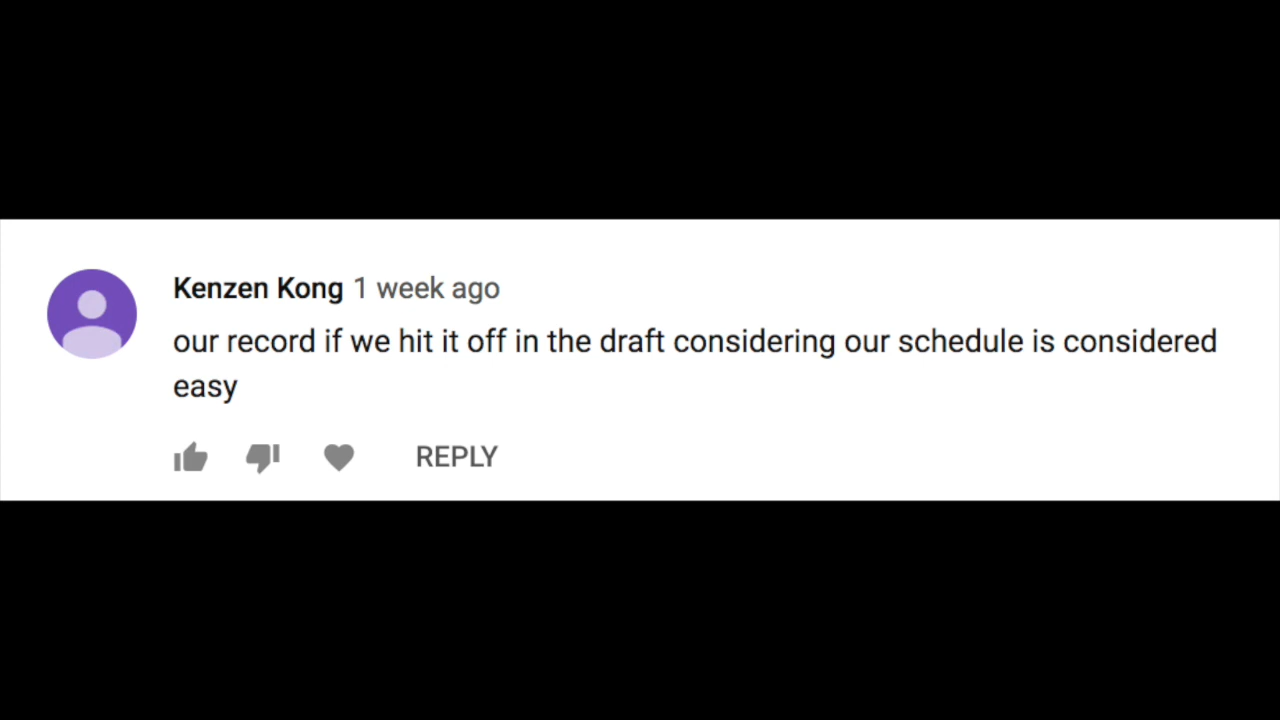 Kenzen Kong 1 week ago
our record if we hit it off in the draft considering our schedule is considered
easy
REPLY